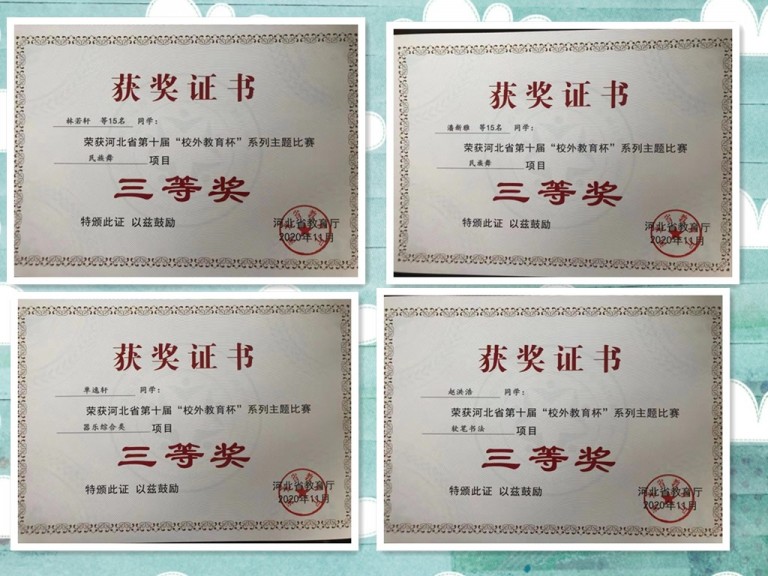 获奖证书
林芸轩 等15名 同学：
荣获河北省第十届“校外教育杯”系列主题比赛
民族舞 项目
三等奖
特颁此证 以兹鼓励
河北省教育厅
2020年11月
获奖证书
潘衡雅 等15名 同学：
荣获河北省第十届“校外教育杯”系列主题比赛
民族舞 项目
三等奖
特颁此证 以兹鼓励
河北省教育厅
2020年11月
获奖证书
同学：
荣获河北省第十届“校外教育杯”系列主题比赛
器乐综合类 项目
三等奖
特颁此证 以兹鼓励
河北省教育厅
2020年11月
获奖证书
赵洪浩 同学：
荣获河北省第十届“校外教育杯”系列主题比赛
软笔书法 项目
三等奖
特颁此证 以兹鼓励
河北省教育厅
2020年11月